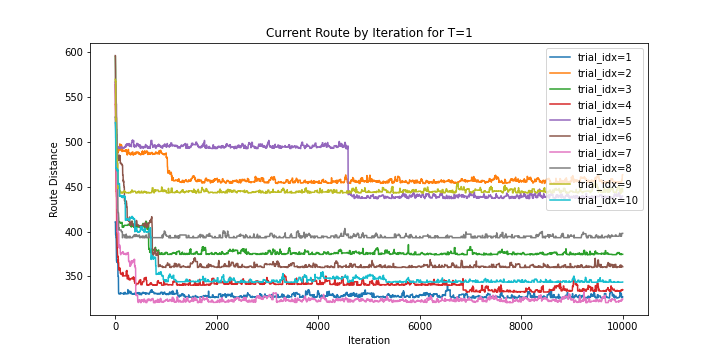 Current Route by Iteration for T=1
600
550
500
450
400
350
Route Distance
0
2000
4000
6000
8000
10000
Iteration
trial_idx=1
trial_idx=2
trial_idx=3
trial_idx=4
trial_idx=5
trial_idx=6
trial_idx=7
trial_idx=8
trial_idx=9
trial_idx=10